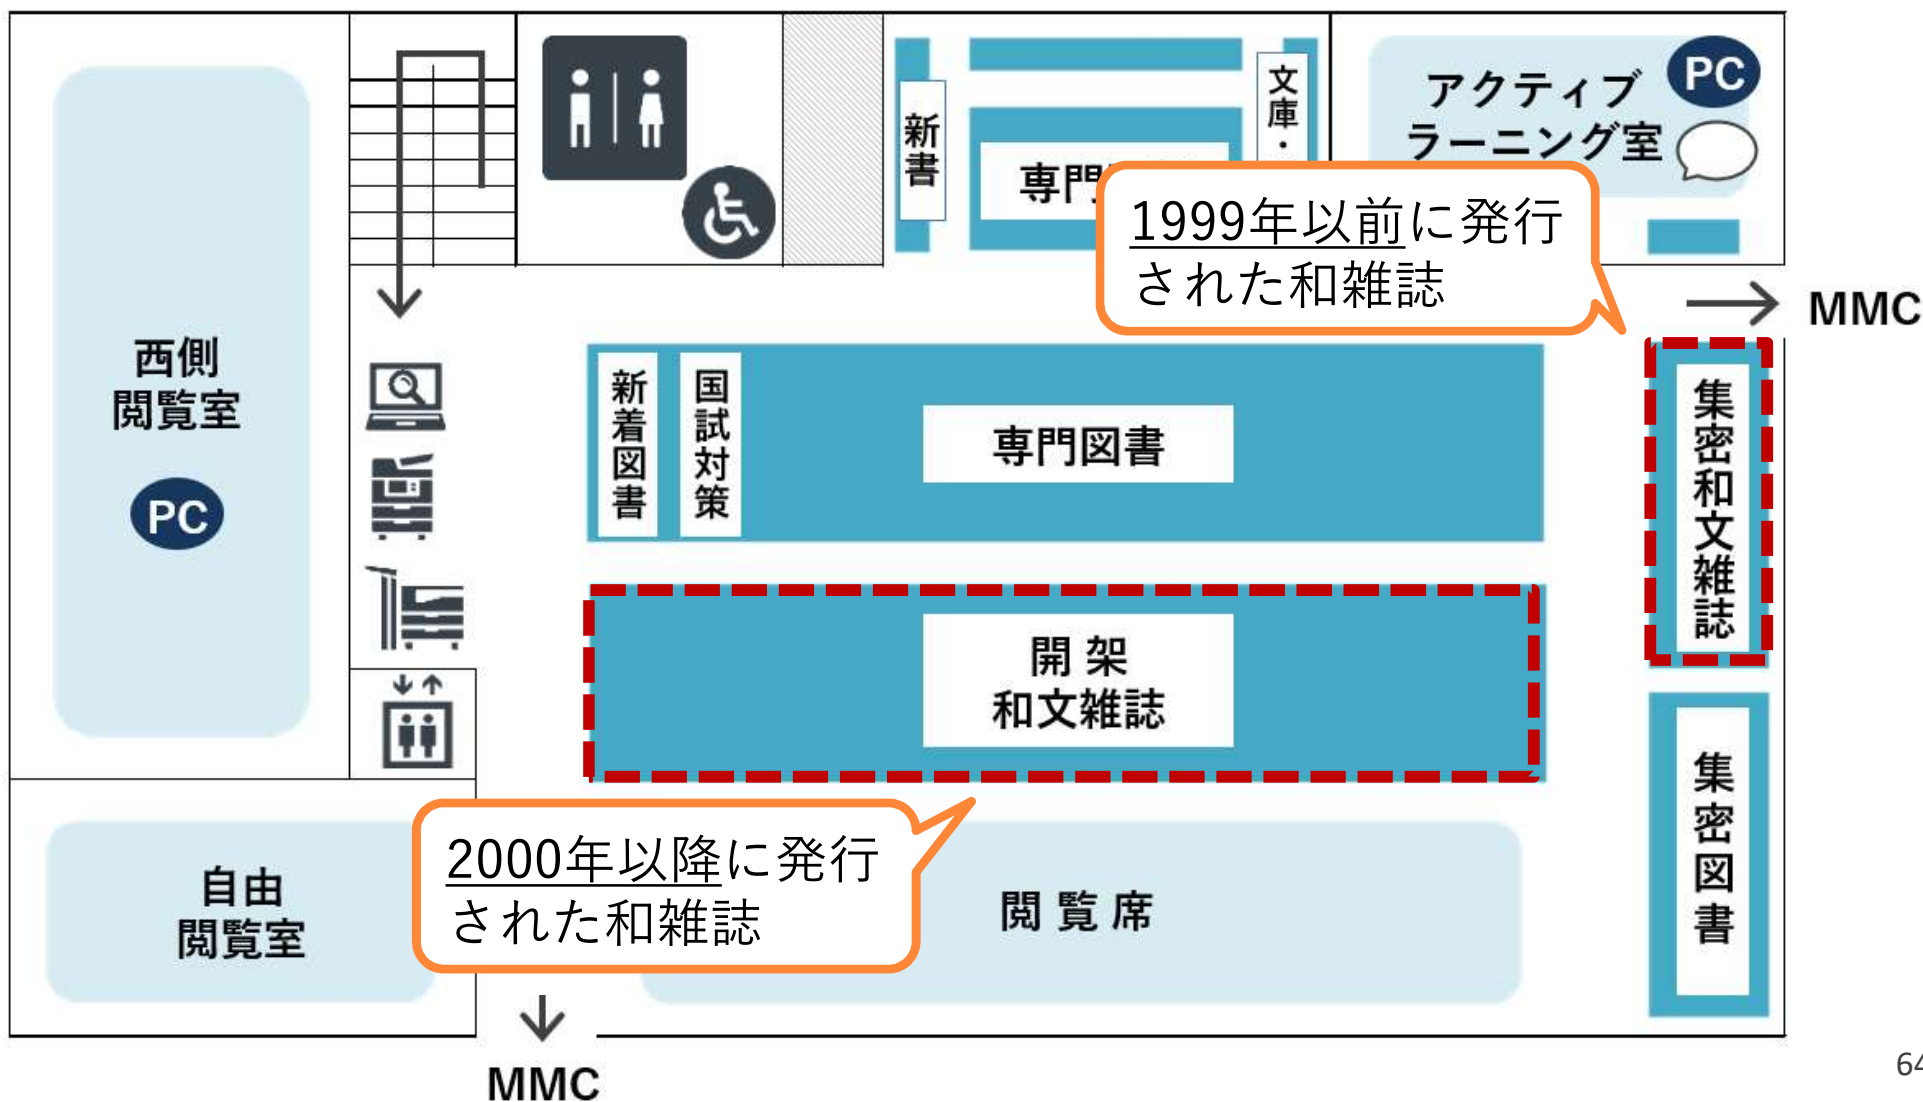 新書
専門
文庫・
アクティブ
ラーニング室
PC
1999年以前に発行
された和雑誌
MMC
西側
閲覧室
PC
新着図書
国試対策
専門図書
集密和文雑誌
開架
和文雑誌
2000年以降に発行
された和雑誌
自由
閲覧室
閲覧席
集密図書
MMC
64